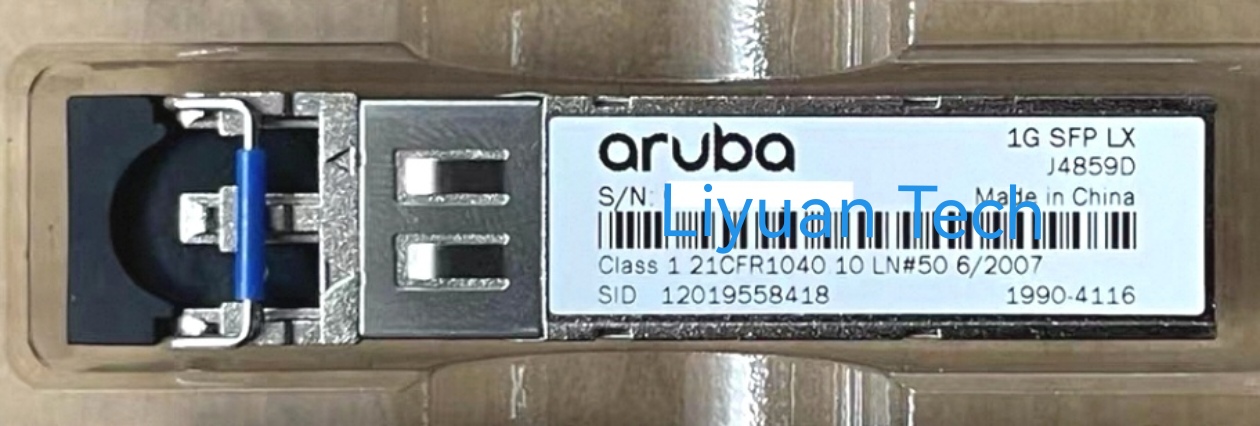 aruba
1G SFP LX
J4859D
S/N:
Liyuan Tech
Made in China
Class 1 21CFR1040 10 LN#50 6/2007
SID 12019558418
1990-4116